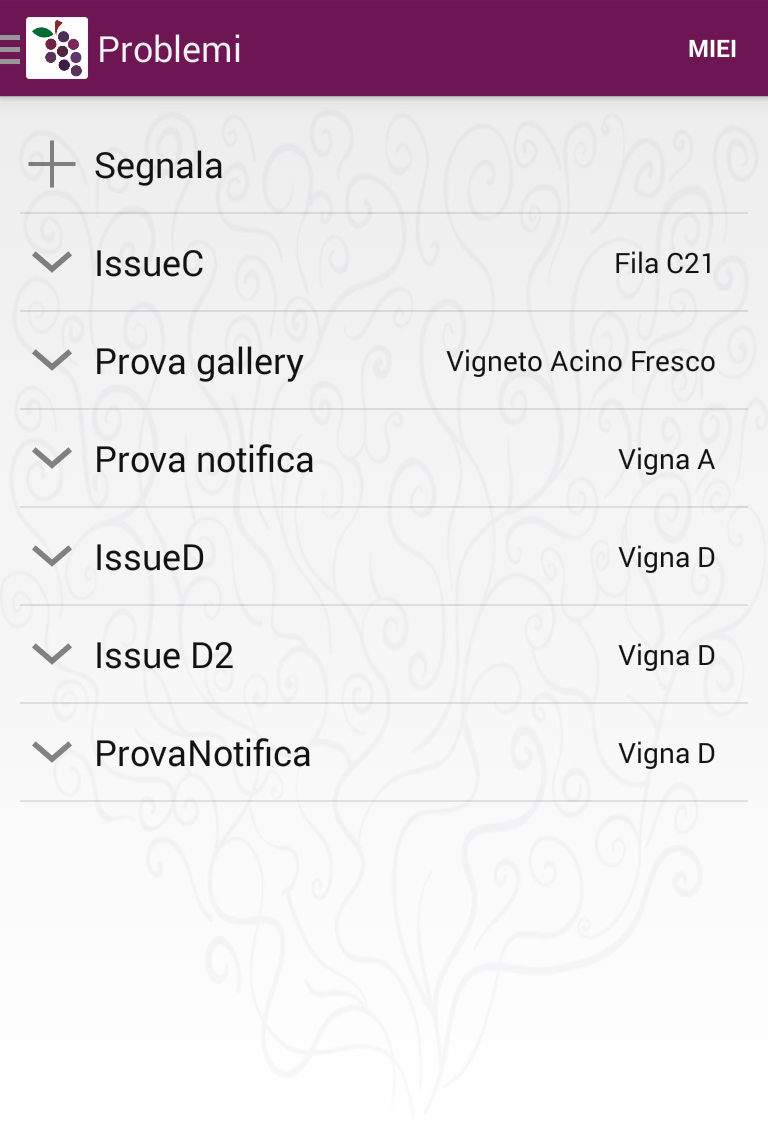 Problemi MIEI
Segnala
IssueC Fila C21
Prova gallery Vigneto Acino Fresco
Prova notifica Vigna A
IssueD Vigna D
Issue D2 Vigna D
ProvaNotifica Vigna D